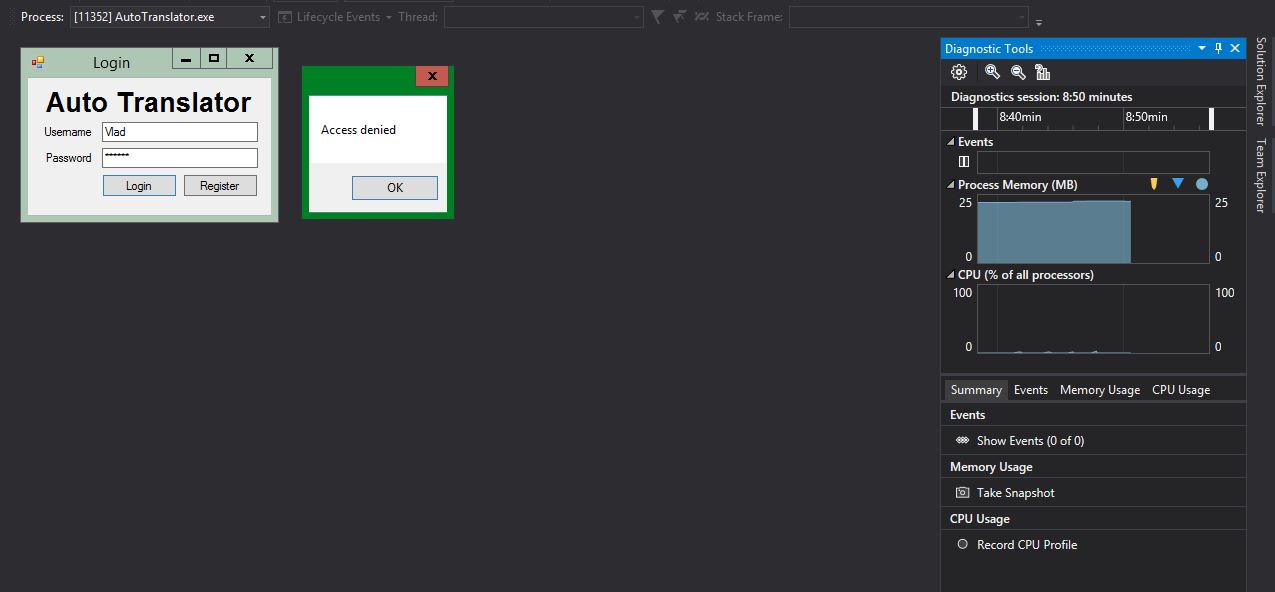 Process: [11352] AutoTranslator.exe Lifecycle Events Thread: Stack Frame:
Login
Auto Translator
Username Vlad
Password ******
Login Register
Access denied
OK
Diagnostic Tools
Diagnostics session: 8:50 minutes
8:40min 8:50min
Events
Process Memory (MB)
25 25
0 0
CPU (% of all processors)
100 100
0 0
Summary Events Memory Usage CPU Usage
Events
Show Events (0 of 0)
Memory Usage
Take Snapshot
CPU Usage
Record CPU Profile
Solution Explorer
Team Explorer